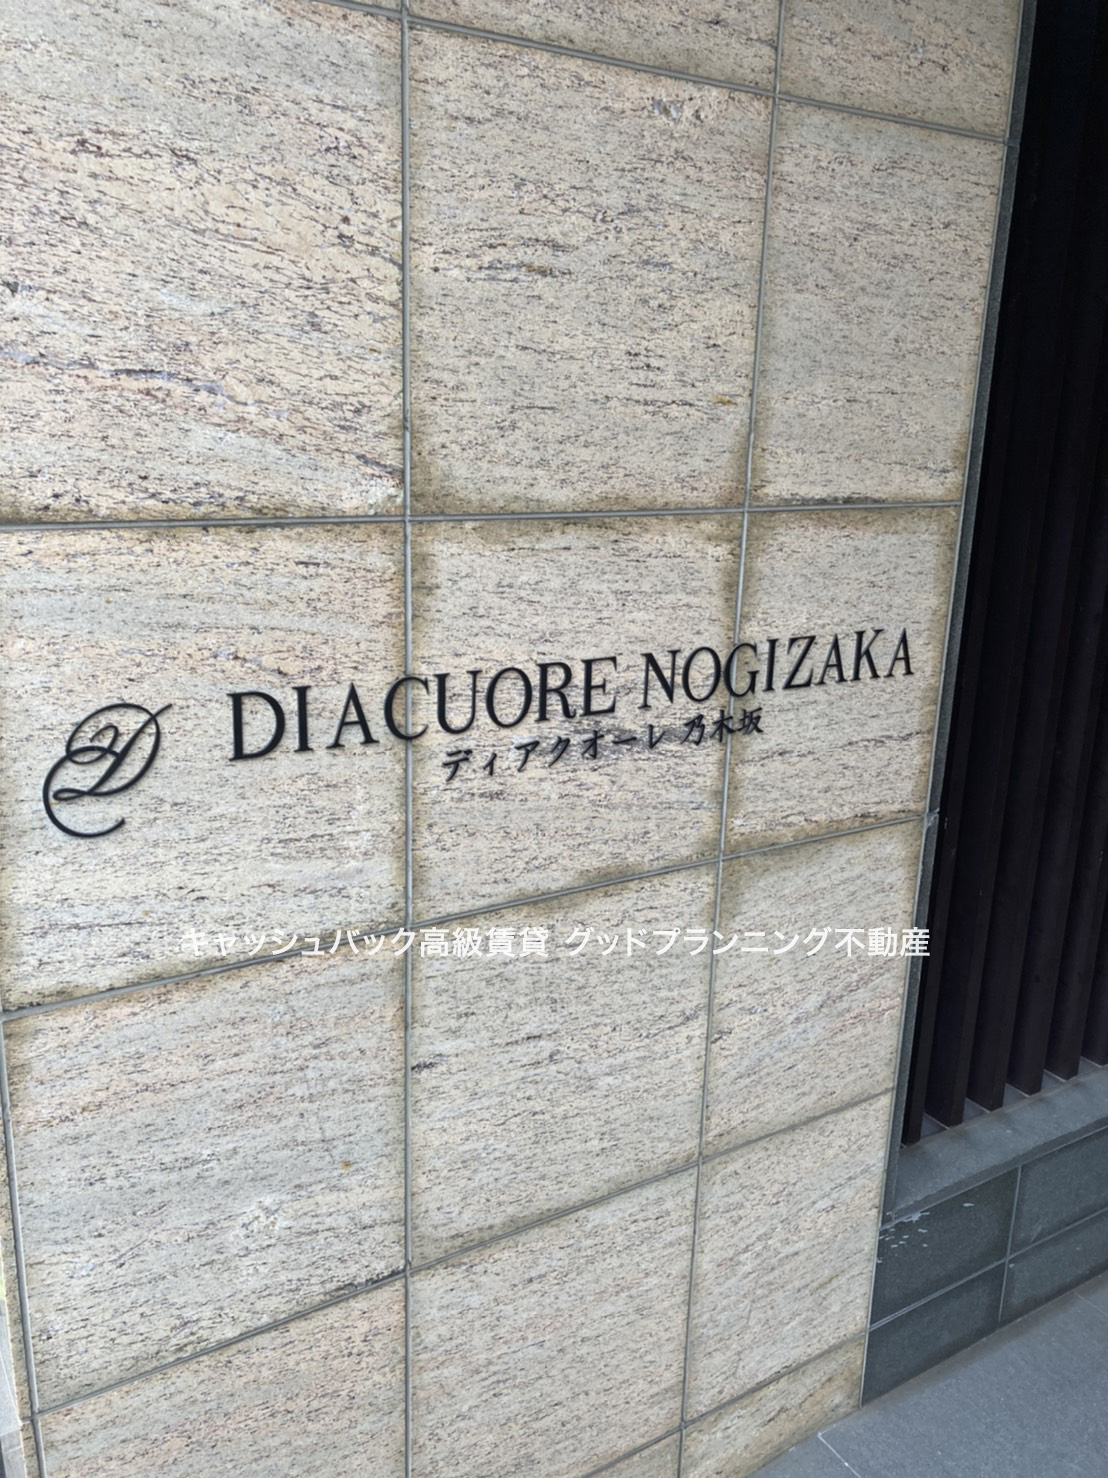 DIACUORE NOGIZAKA
ディアクオーレ 乃木坂
キャッシュバック高級賃貸 グッドプランニング不動産